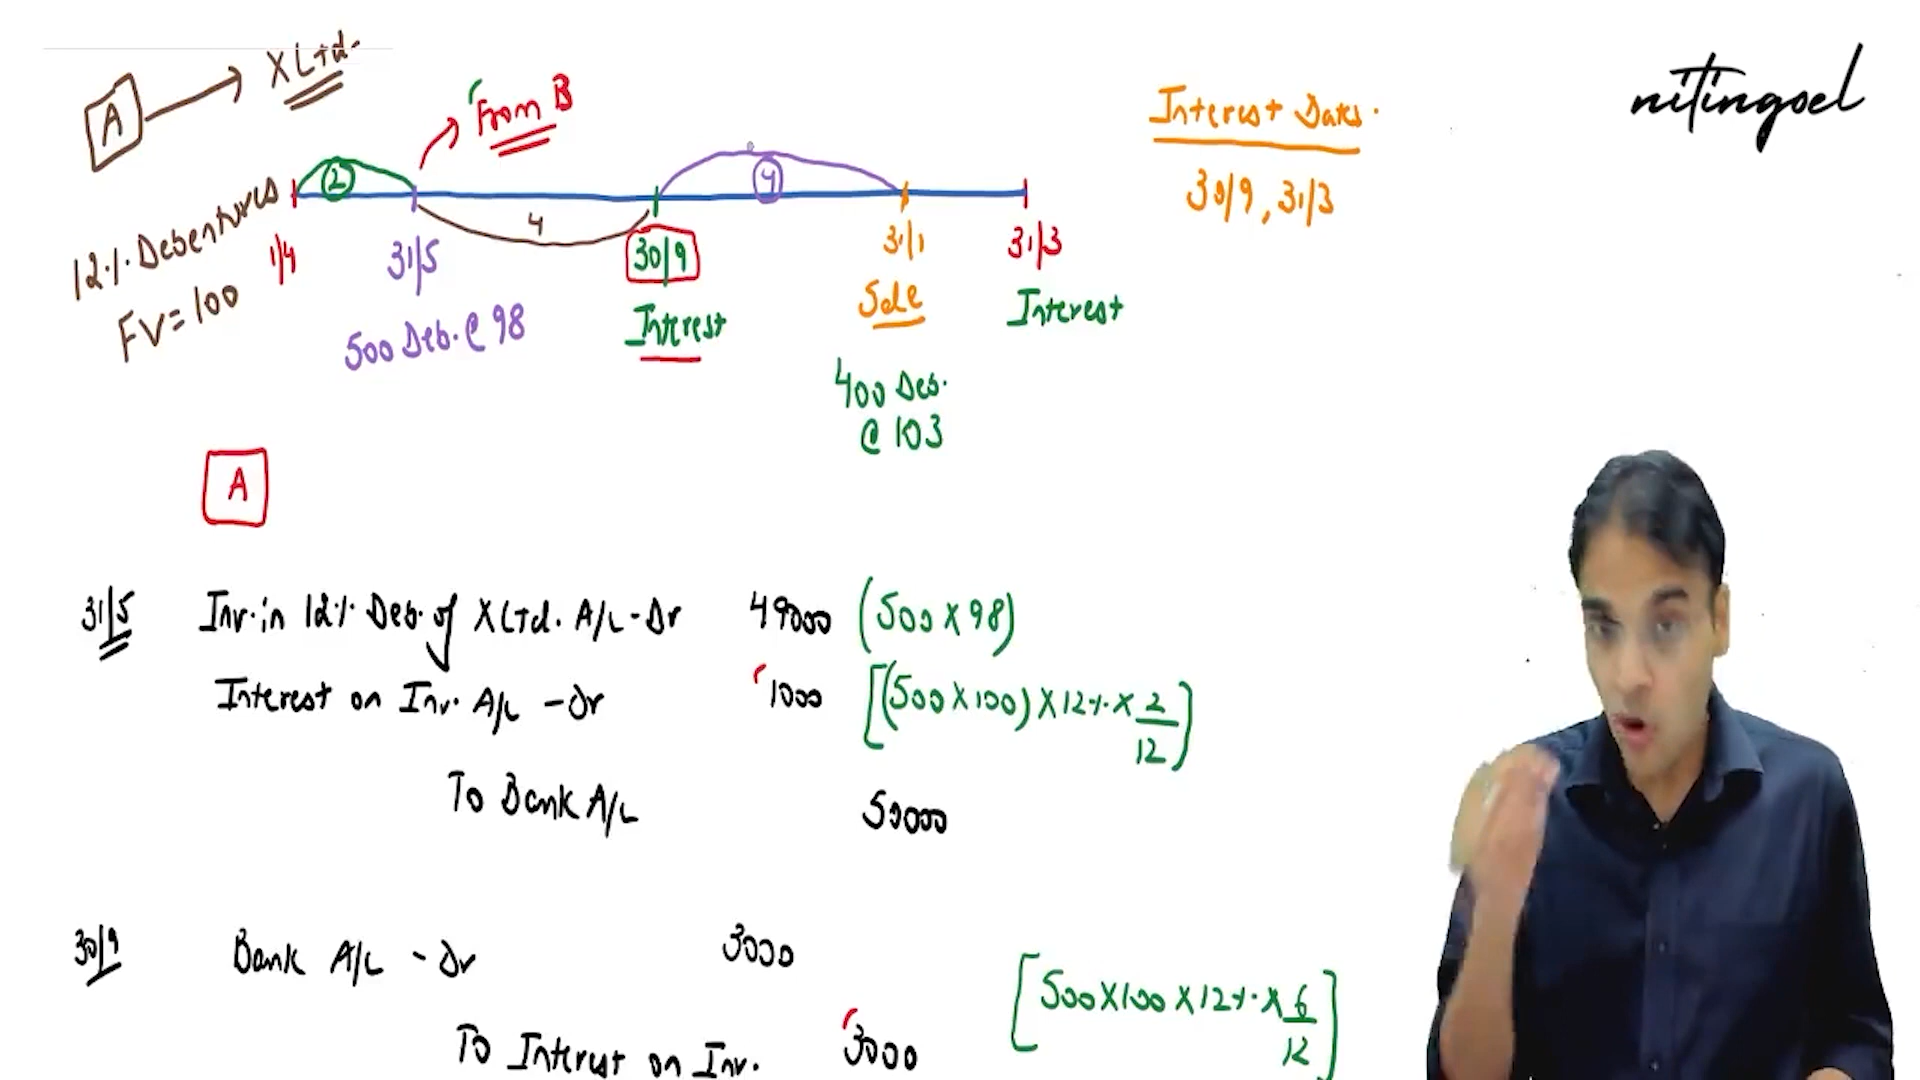 A → X Ltd.
From B
Interest Dates.
nitingoel
2
4
4
30/9, 31/3
12% Debentures
FV = 100
1/4
31/5
30/9
31/1
31/3
500 Deb. @ 98
Interest
Sale
Interest
400 Deb.
@ 103
A
31/5 Inv. in 12% Deb. of X Ltd. A/c - Dr 49000 (500 X 98)
Interest on Inv. A/c - Dr 1000 [(500 X 100) X 12% X 2/12]
To Bank A/c 50000
30/9 Bank A/c - Dr 3000
[500 X 100 X 12% X 6/12]
To Interest on Inv. 3000